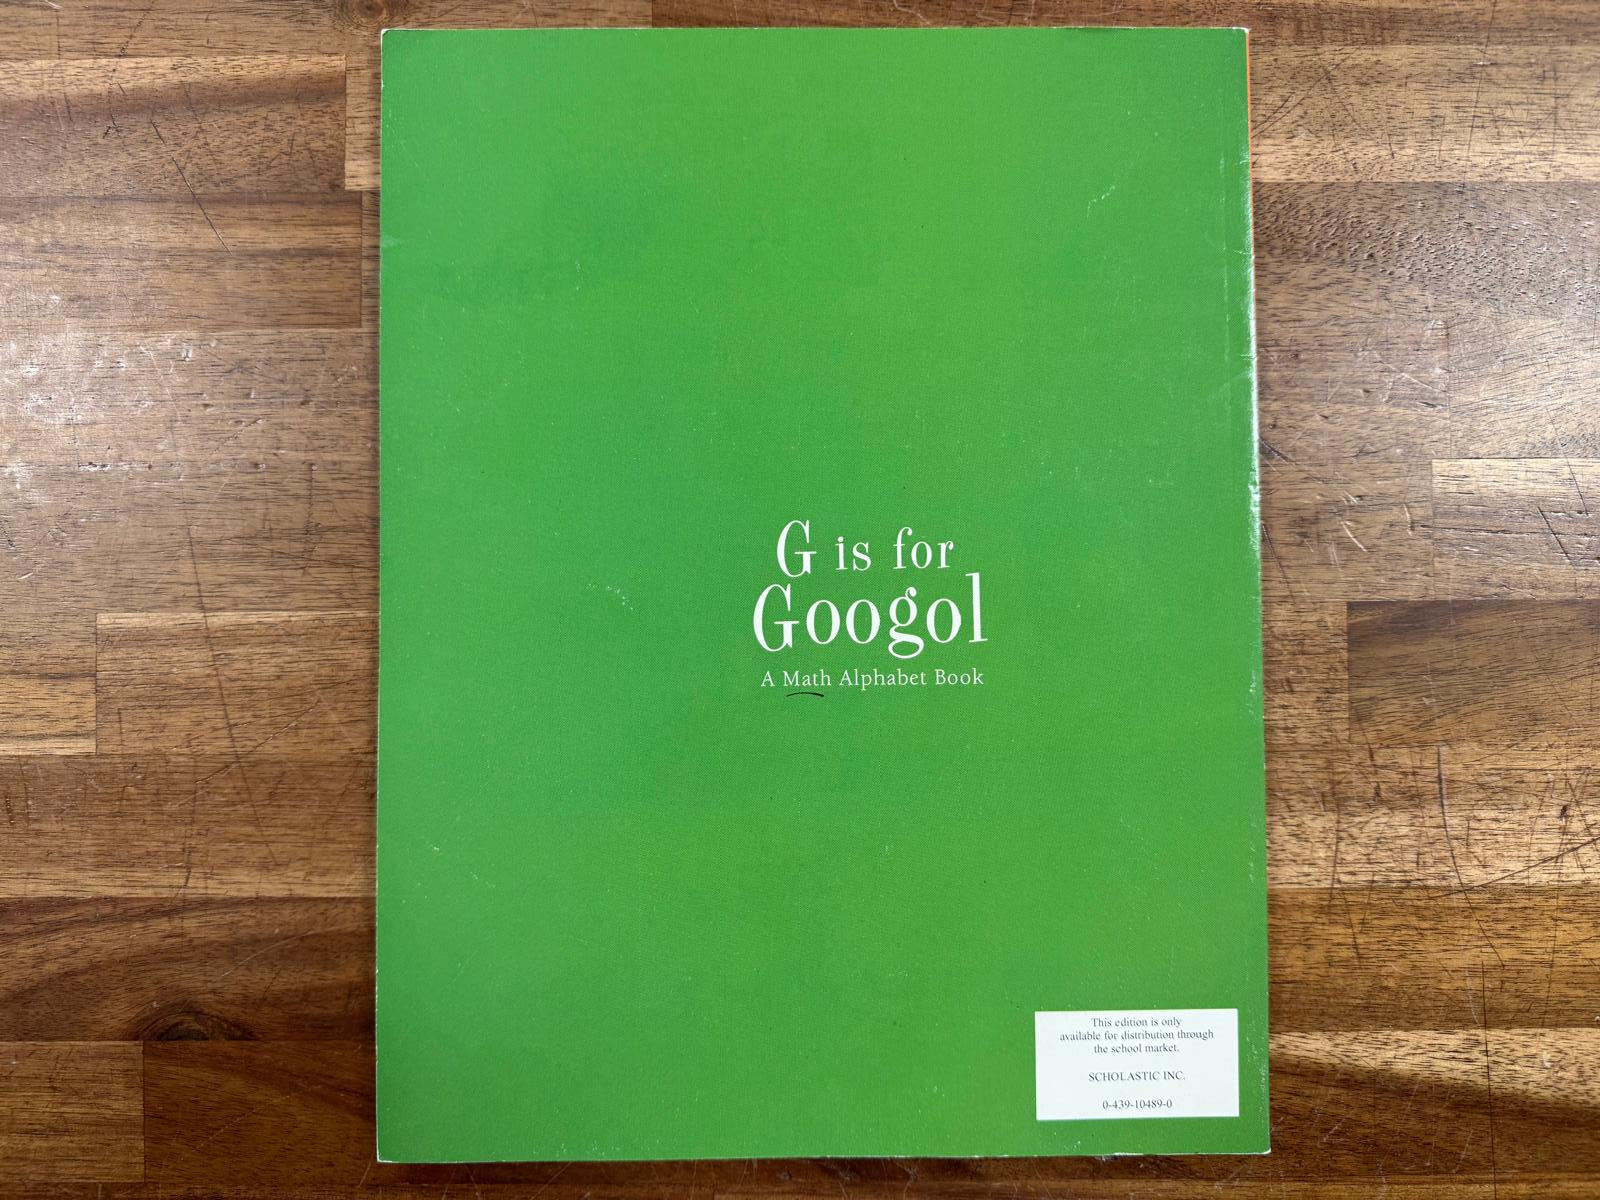 G is for
Googol
A Math Alphabet Book
This edition is only
available for distribution through
the school market.
SCHOLASTIC INC.
0-439-10489-0